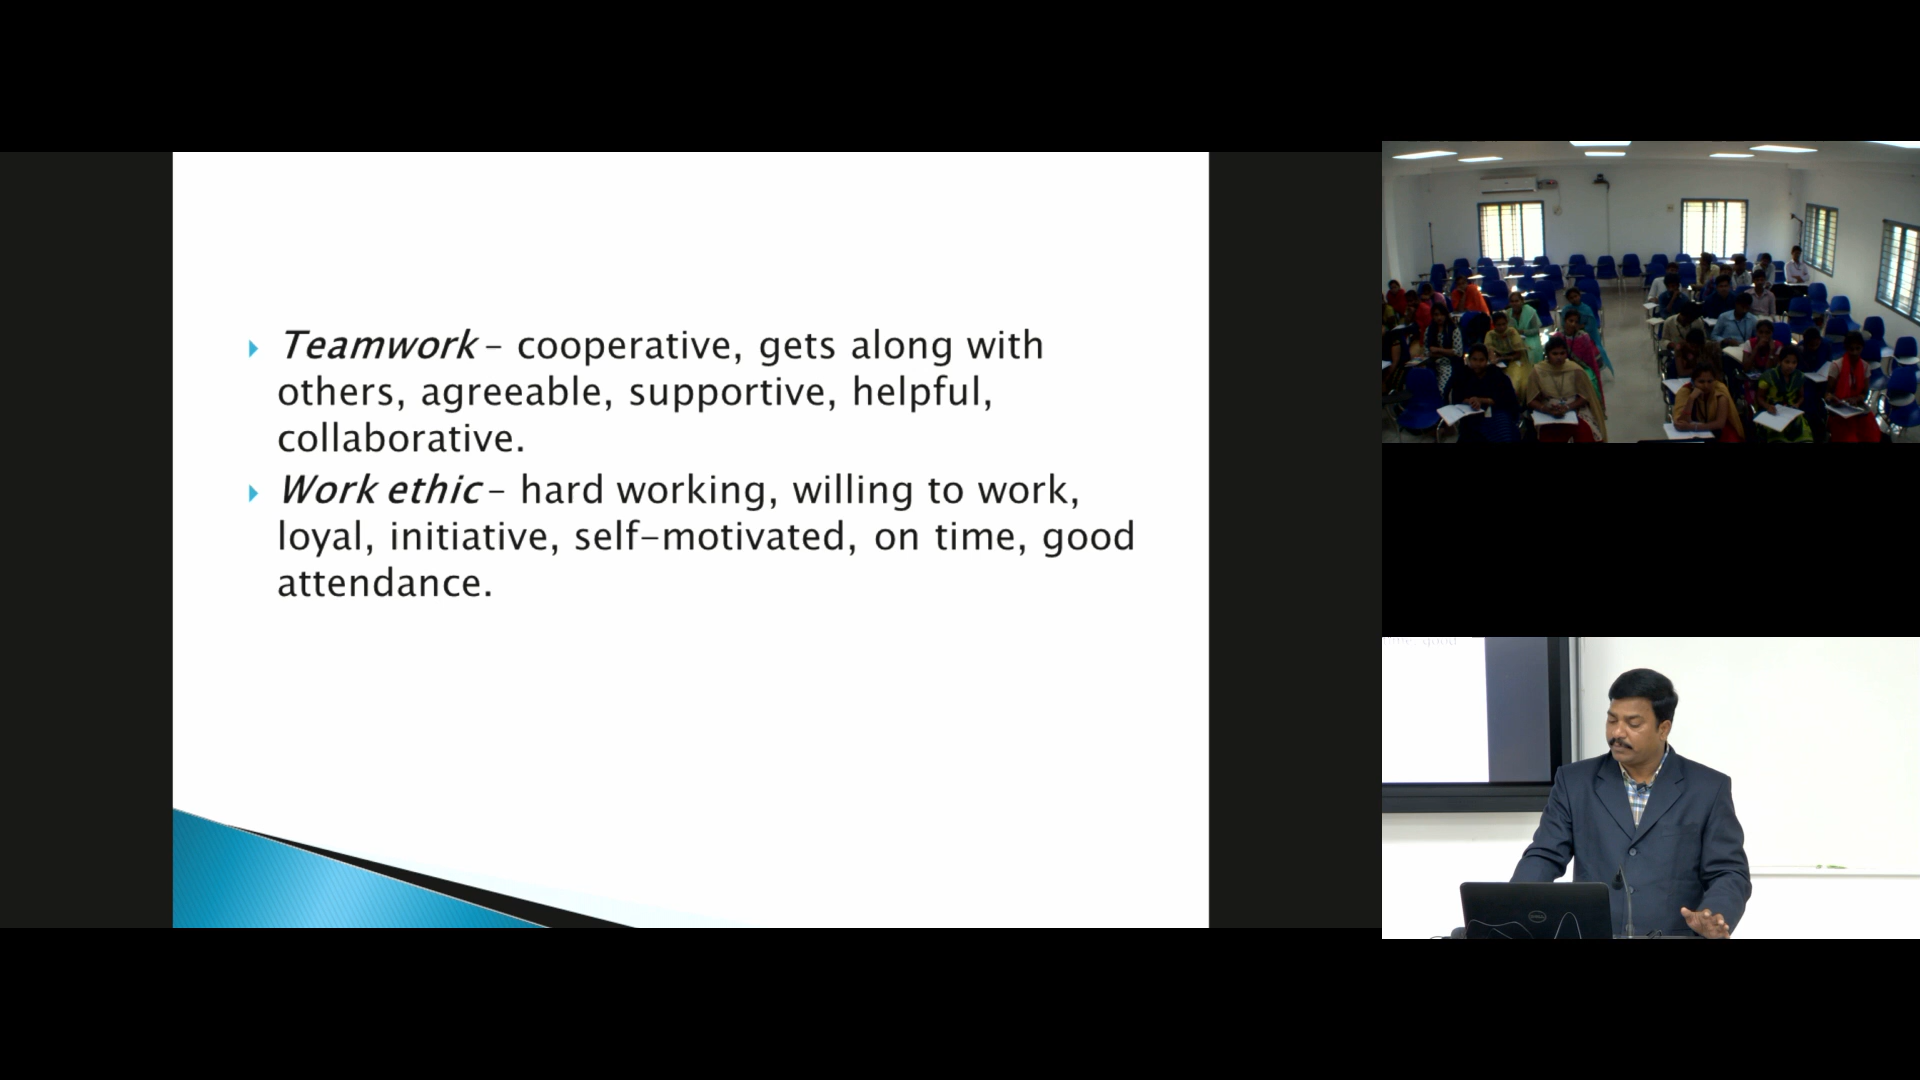 Teamwork – cooperative, gets along with
others, agreeable, supportive, helpful,
collaborative.
Work ethic – hard working, willing to work,
loyal, initiative, self-motivated, on time, good
attendance.
DELL